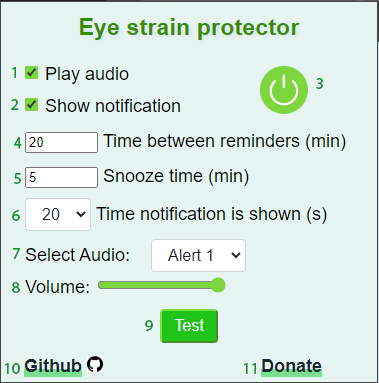 Eye strain protector
1 Play audio
3
2 Show notification
4 20 Time between reminders (min)
5 5 Snooze time (min)
6 20 Time notification is shown (s)
7 Select Audio: Alert 1
8 Volume:
9 Test
10 Github 11 Donate